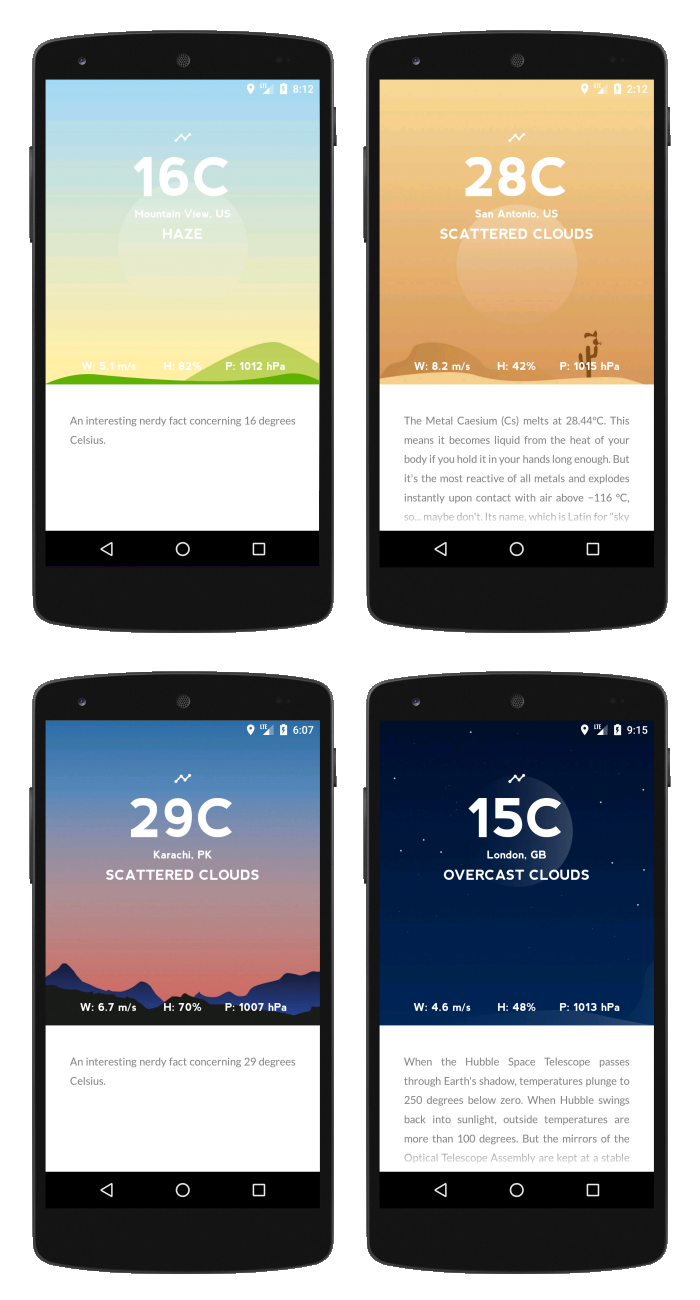 LTE 8:12
16C
Mountain View, US
HAZE
W: 5.1 m/s H: 82% P: 1012 hPa
An interesting nerdy fact concerning 16 degrees
Celsius.
LTE 2:12
28C
San Antonio, US
SCATTERED CLOUDS
W: 8.2 m/s H: 42% P: 1015 hPa
The Metal Caesium (Cs) melts at 28.44°C. This
means it becomes liquid from the heat of your
body if you hold it in your hands long enough. But
it's the most reactive of all metals and explodes
instantly upon contact with air above −116 °C,
so... maybe don't. Its name, which is Latin for "sky
LTE 6:07
29C
Karachi, PK
SCATTERED CLOUDS
W: 6.7 m/s H: 70% P: 1007 hPa
An interesting nerdy fact concerning 29 degrees
Celsius.
LTE 9:15
15C
London, GB
OVERCAST CLOUDS
W: 4.6 m/s H: 48% P: 1013 hPa
When the Hubble Space Telescope passes
through Earth's shadow, temperatures plunge to
250 degrees below zero. When Hubble swings
back into sunlight, outside temperatures are
more than 100 degrees. But the mirrors of the
Optical Telescope Assembly are kept at a stable